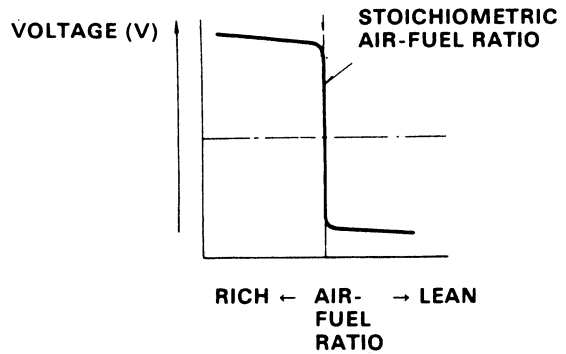 VOLTAGE (V)
STOICHIOMETRIC
AIR-FUEL RATIO
RICH ← AIR- → LEAN
FUEL
RATIO